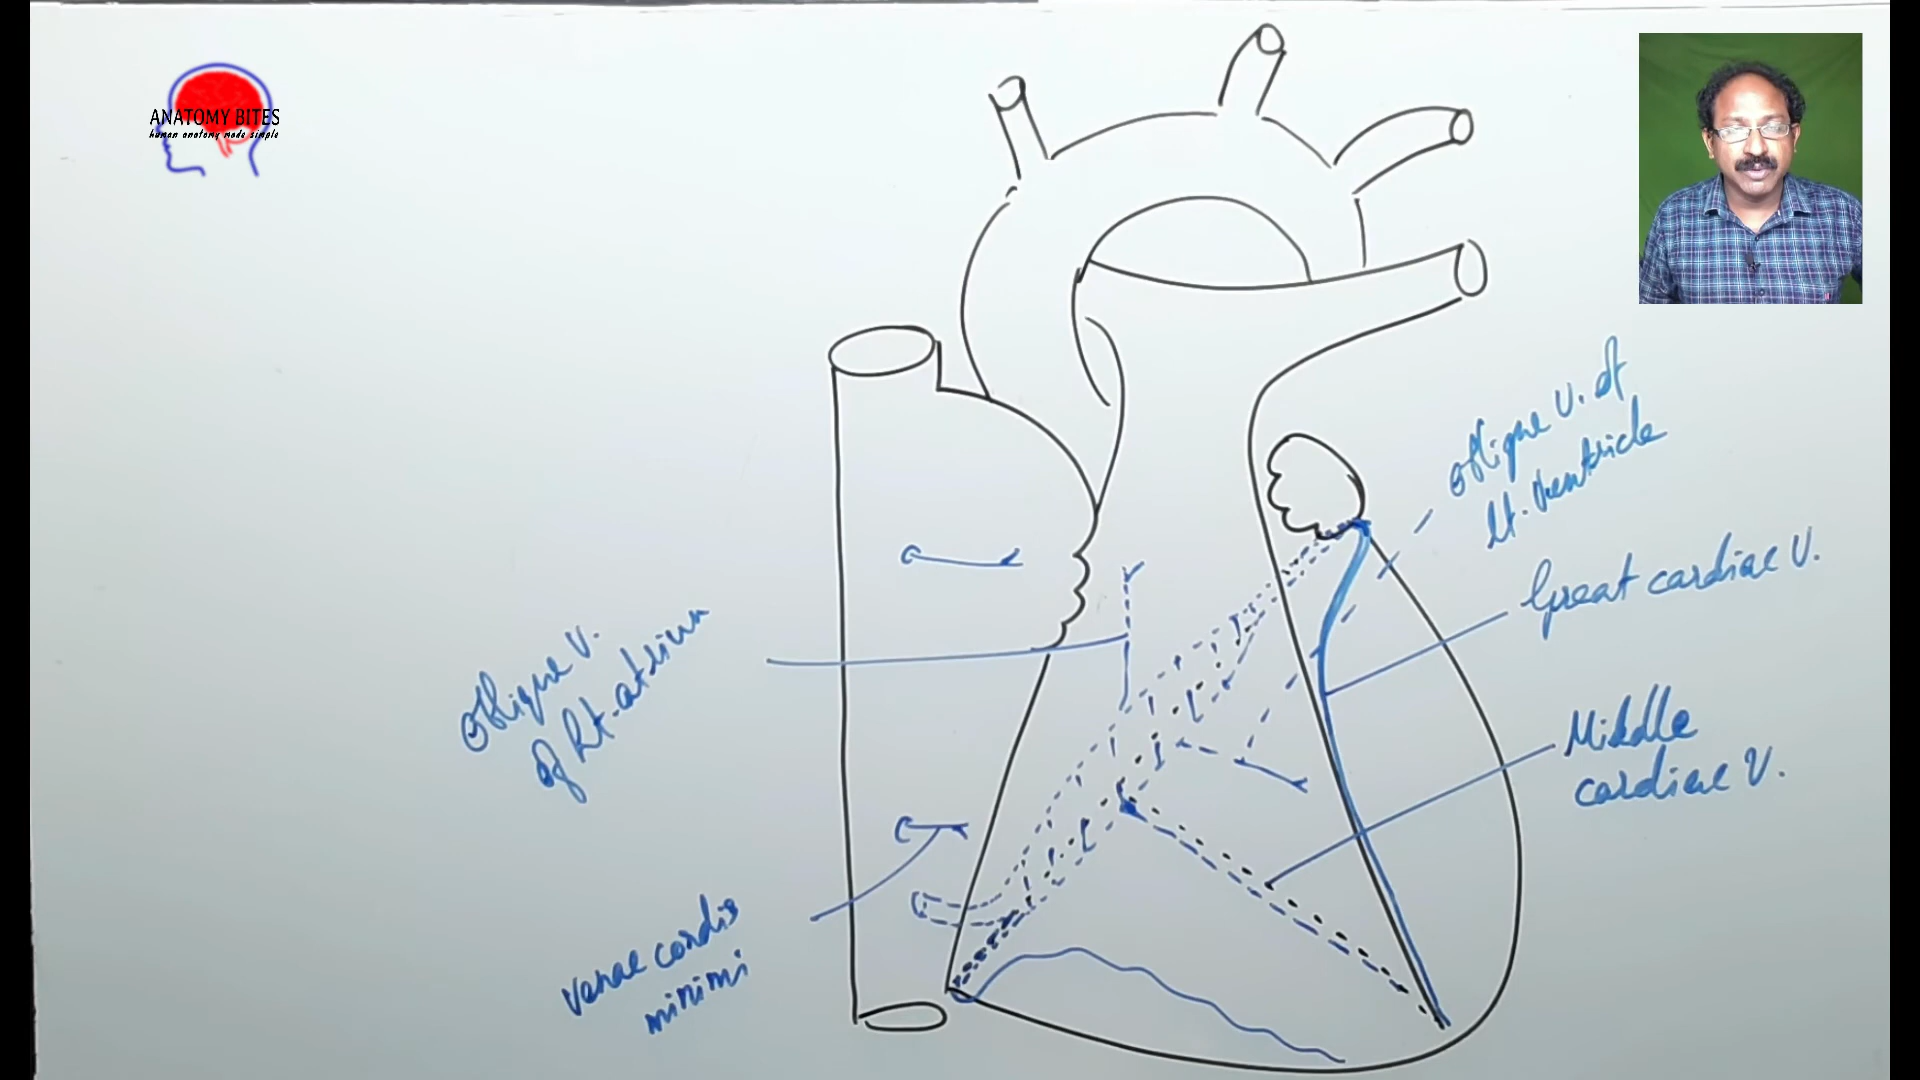 ANATOMY BITES
human anatomy made simple
oblique V. of
lt. ventricle
Great cardiac V.
Middle
cardiac V.
oblique V.
of lt. atrium
venae cordis
minimi